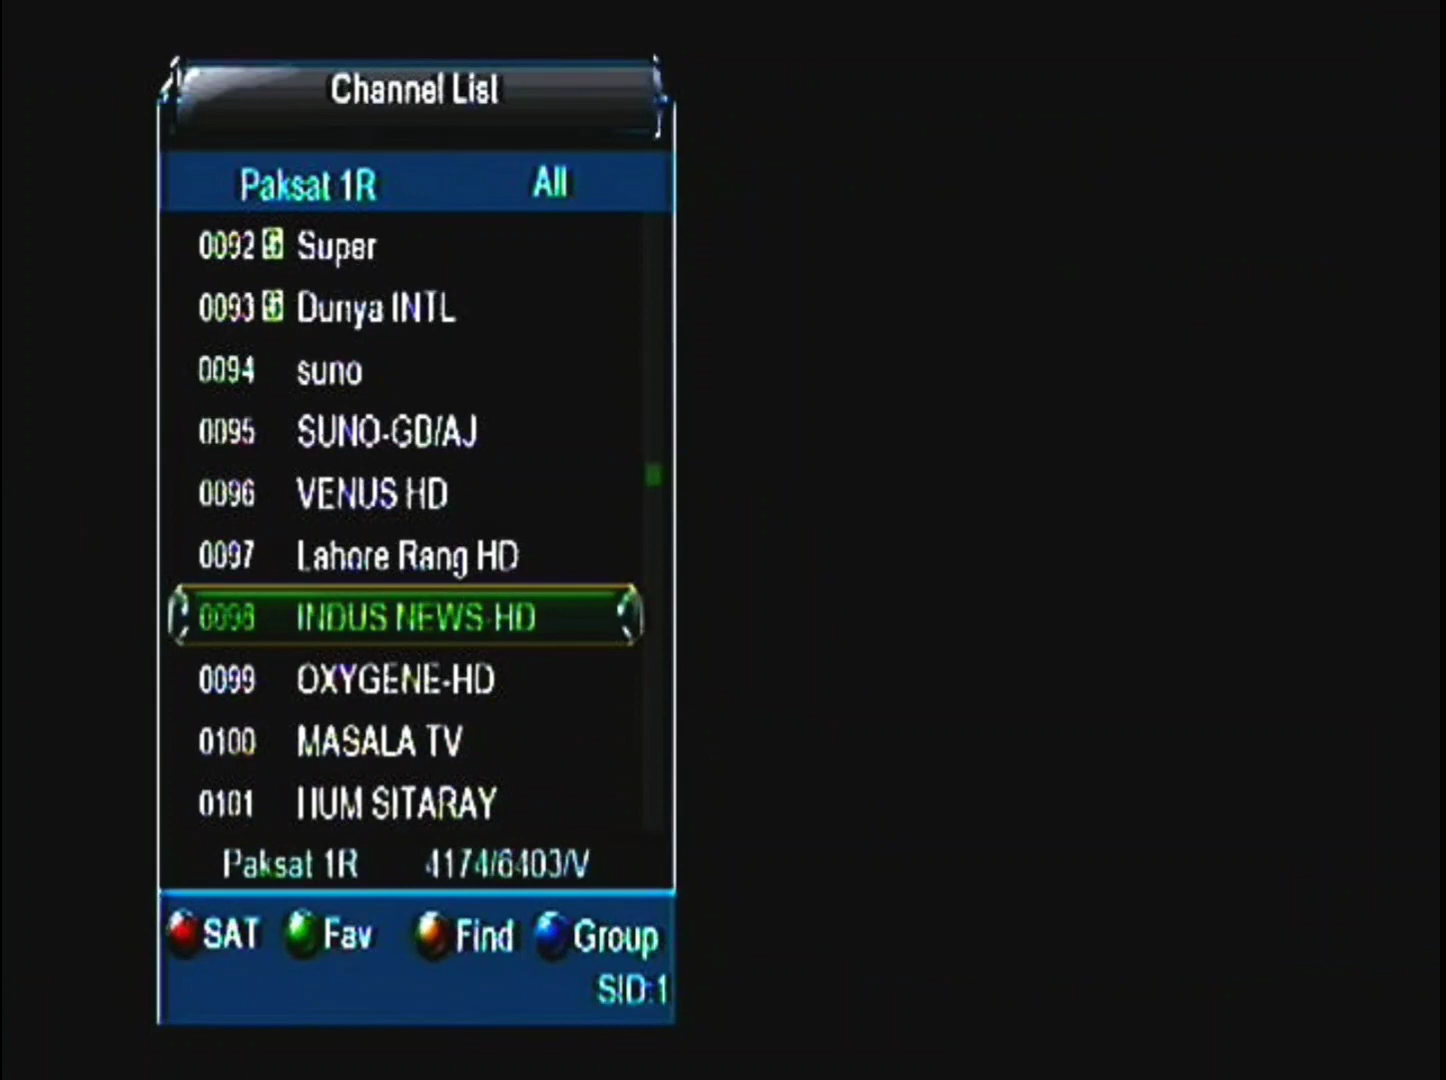 Channel List
Paksat 1R All
0092 Super
0093 Dunya INTL
0094 suno
0095 SUNO-GD/AJ
0096 VENUS HD
0097 Lahore Rang HD
0098 INDUS NEWS-HD
0099 OXYGENE-HD
0100 MASALA TV
0101 HUM SITARAY
Paksat 1R 4174/6403/V
SAT Fav Find Group
SID:1